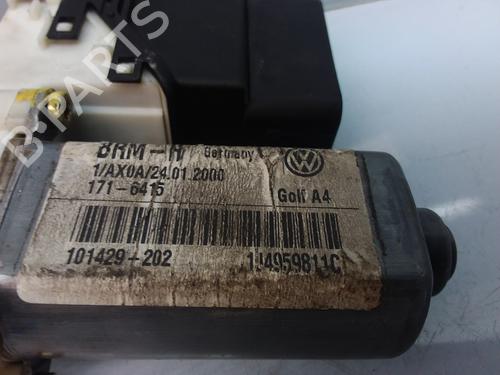 B-PARTS
BRM-H Germany
1/AX0A/24.01.2000
171-6415
Golf A4
101429-202
1J4959811C